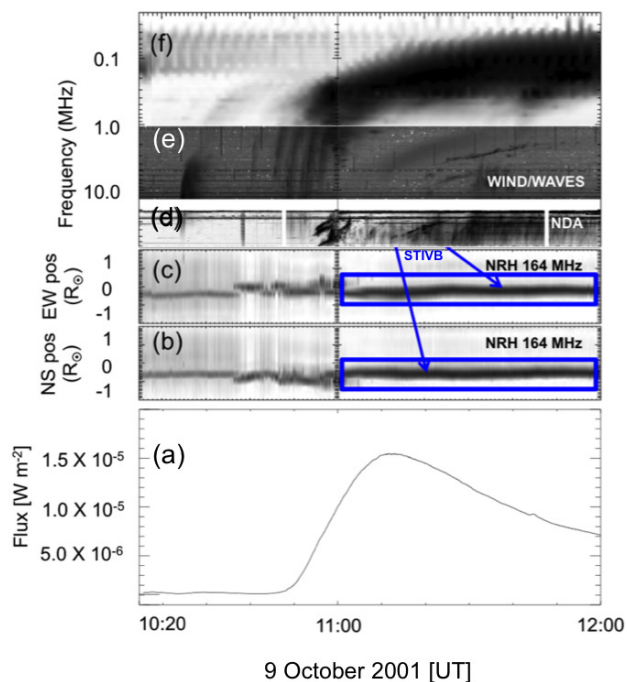 (f)
0.1
1.0
Frequency (MHz)
(e)
10.0
WIND/WAVES
(d)
NDA
STIVB
1
(c)
NRH 164 MHz
0
-1
EW pos
(R☉)
1
(b)
NRH 164 MHz
0
-1
NS pos
(R☉)
(a)
1.5 X 10⁻⁵
1.0 X 10⁻⁵
5.0 X 10⁻⁶
Flux [W m⁻²]
10:20 11:00 12:00
9 October 2001 [UT]